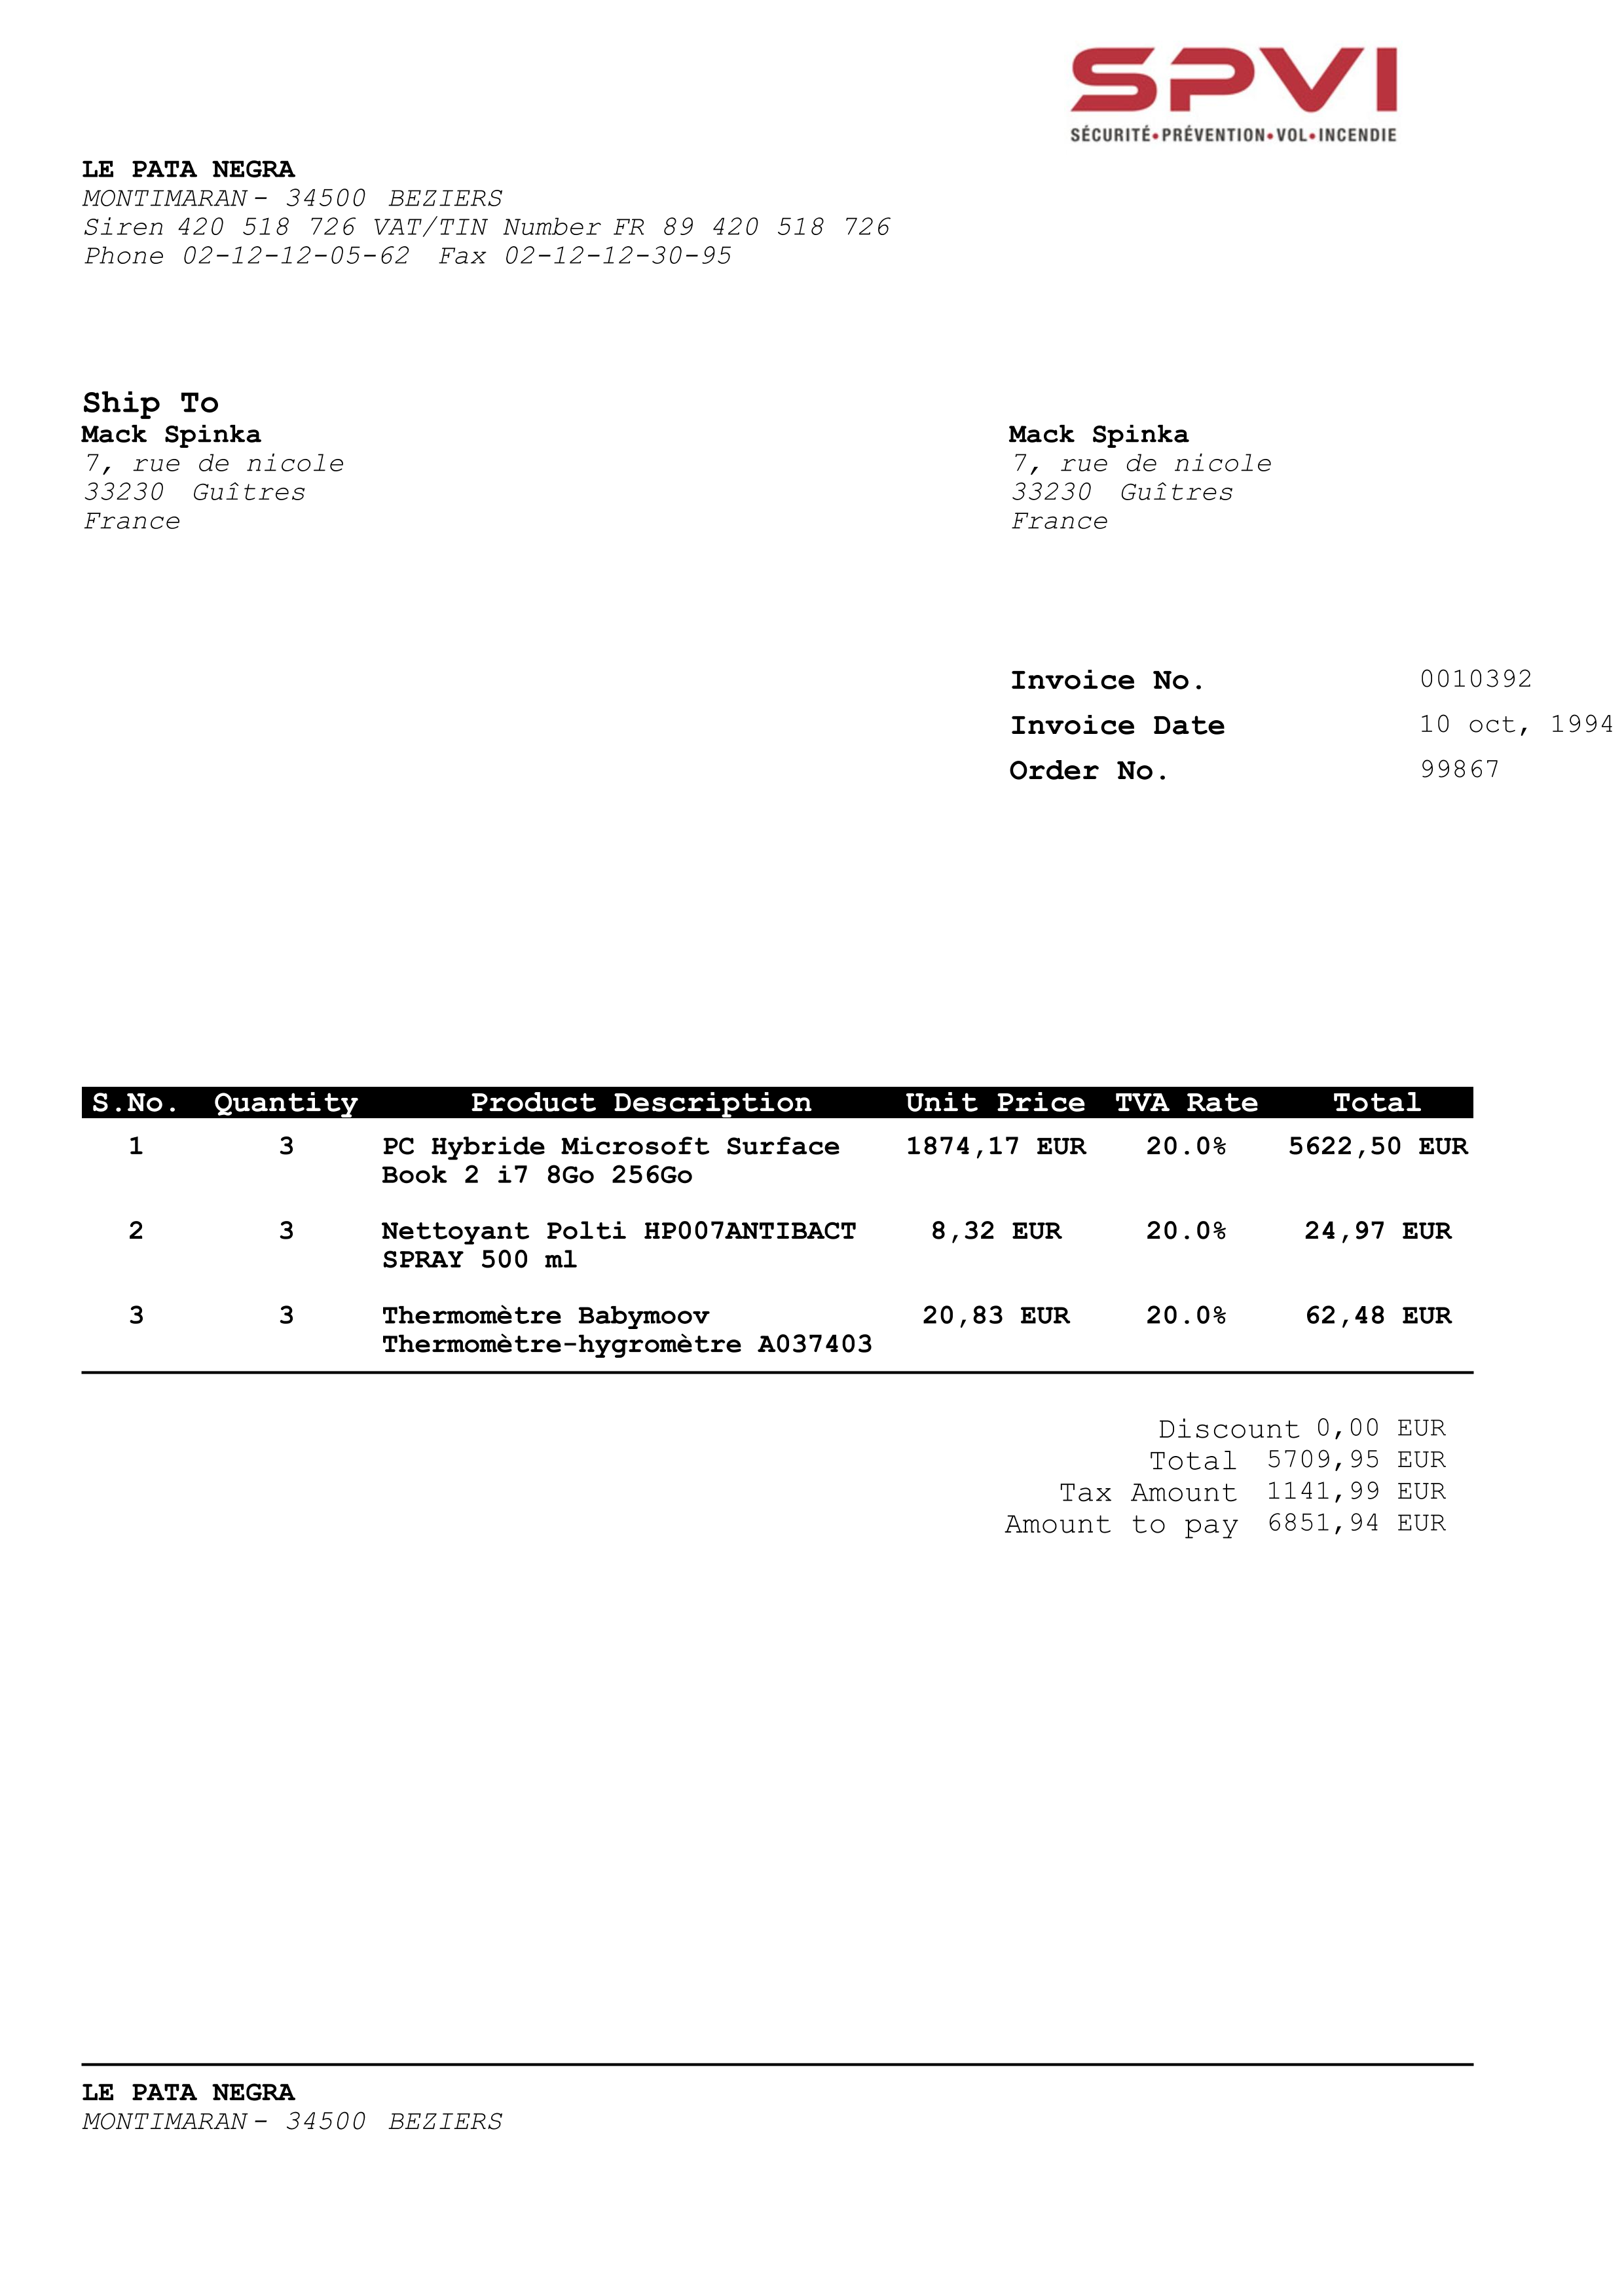 SPVI
SÉCURITÉ•PRÉVENTION•VOL•INCENDIE
LE PATA NEGRA
MONTIMARAN - 34500 BEZIERS
Siren 420 518 726 VAT/TIN Number FR 89 420 518 726
Phone 02-12-12-05-62 Fax 02-12-12-30-95
Ship To
Mack Spinka
7, rue de nicole
33230 Guîtres
France
Mack Spinka
7, rue de nicole
33230 Guîtres
France
Invoice No. 0010392
Invoice Date 10 oct, 1994
Order No. 99867
S.No. Quantity Product Description Unit Price TVA Rate Total
1 3 PC Hybride Microsoft Surface 1874,17 EUR 20.0% 5622,50 EUR
Book 2 i7 8Go 256Go
2 3 Nettoyant Polti HP007ANTIBACT 8,32 EUR 20.0% 24,97 EUR
SPRAY 500 ml
3 3 Thermomètre Babymoov 20,83 EUR 20.0% 62,48 EUR
Thermomètre-hygromètre A037403
Discount 0,00 EUR
Total 5709,95 EUR
Tax Amount 1141,99 EUR
Amount to pay 6851,94 EUR
LE PATA NEGRA
MONTIMARAN - 34500 BEZIERS